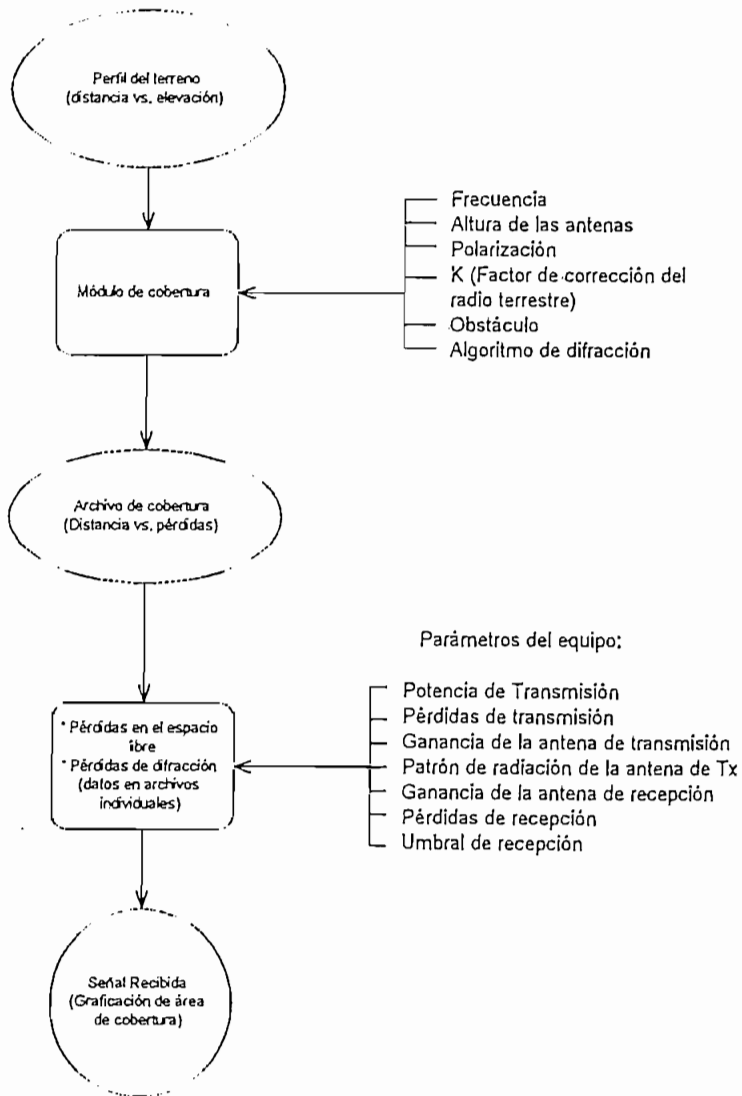 Perfil del terreno
(distancia vs. elevación)
Frecuencia
Altura de las antenas
Polarización
K (Factor de corrección del
radio terrestre)
Obstáculo
Algoritmo de difracción
Módulo de cobertura
Archivo de cobertura
(Distancia vs. pérdidas)
Parámetros del equipo:
Potencia de Transmisión
Pérdidas de transmisión
Ganancia de la antena de transmisión
Patrón de radiación de la antena de Tx
Ganancia de la antena de recepción
Pérdidas de recepción
Umbral de recepción
* Pérdidas en el espacio
libre
* Pérdidas de difracción
(datos en archivos
individuales)
Señal Recibida
(Graficación de área
de cobertura)